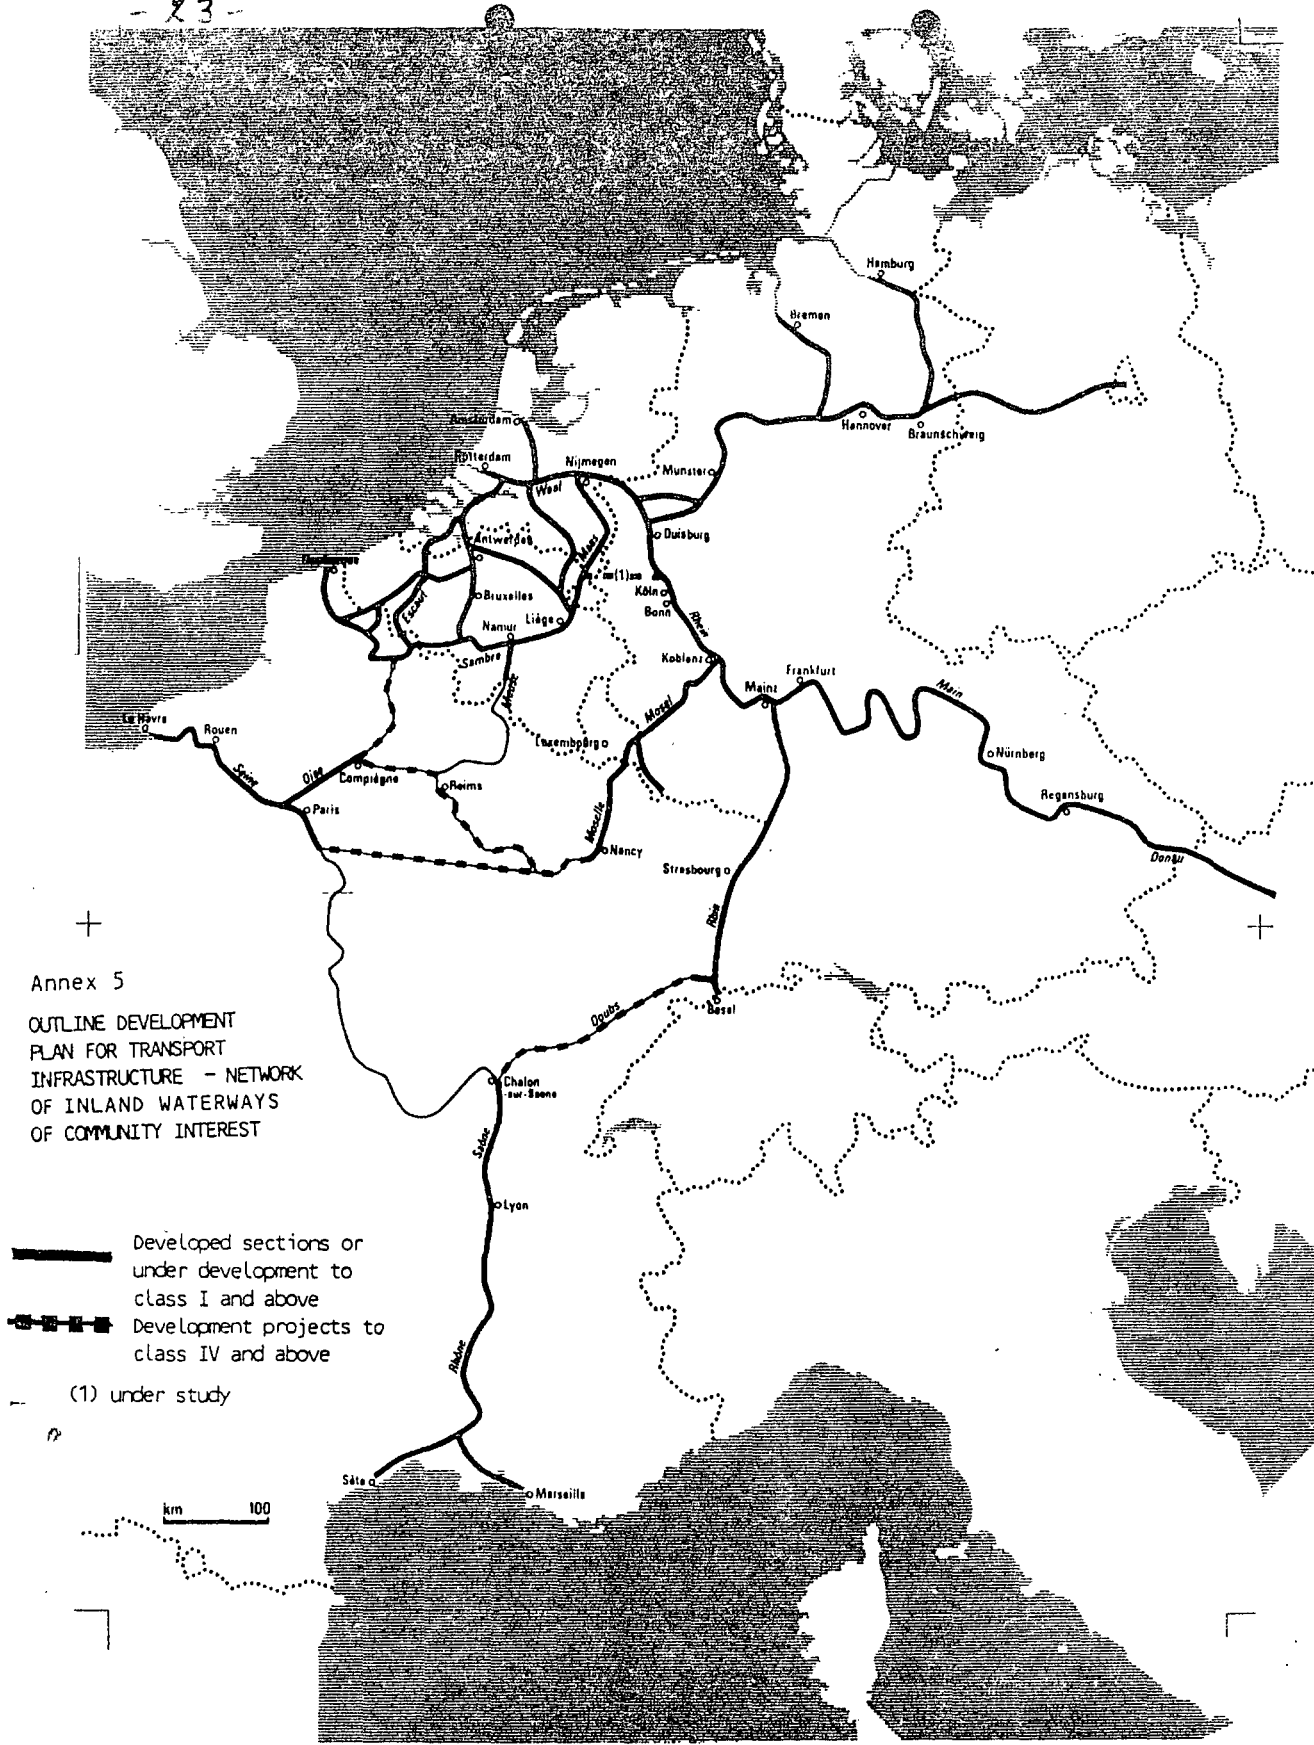 - 23 -
Hamburg
Bremen
Amsterdam
Hannover
Braunschweig
Rotterdam
Nijmegen
Munster
Waal
Duisburg
Antwerpen
Maas
(1)
Köln
Bonn
Bruxelles
Escaut
Liège
Namur
Rhein
Sambre
Koblenz
Frankfurt
Mainz
Main
Meuse
Mosel
Le Havre
Rouen
Luxembourg
Nürnberg
Seine
Oise
Compiègne
Reims
Regensburg
Paris
Moselle
Nancy
Donau
Strasbourg
Rhin
Annex 5
OUTLINE DEVELOPMENT
PLAN FOR TRANSPORT
INFRASTRUCTURE - NETWORK
OF INLAND WATERWAYS
OF COMMUNITY INTEREST
Basel
Doubs
Chalon
-sur-Saone
Saône
Lyon
Developed sections or
under development to
class I and above
Development projects to
class IV and above
(1) under study
Rhône
Sète
Marseille
km 100